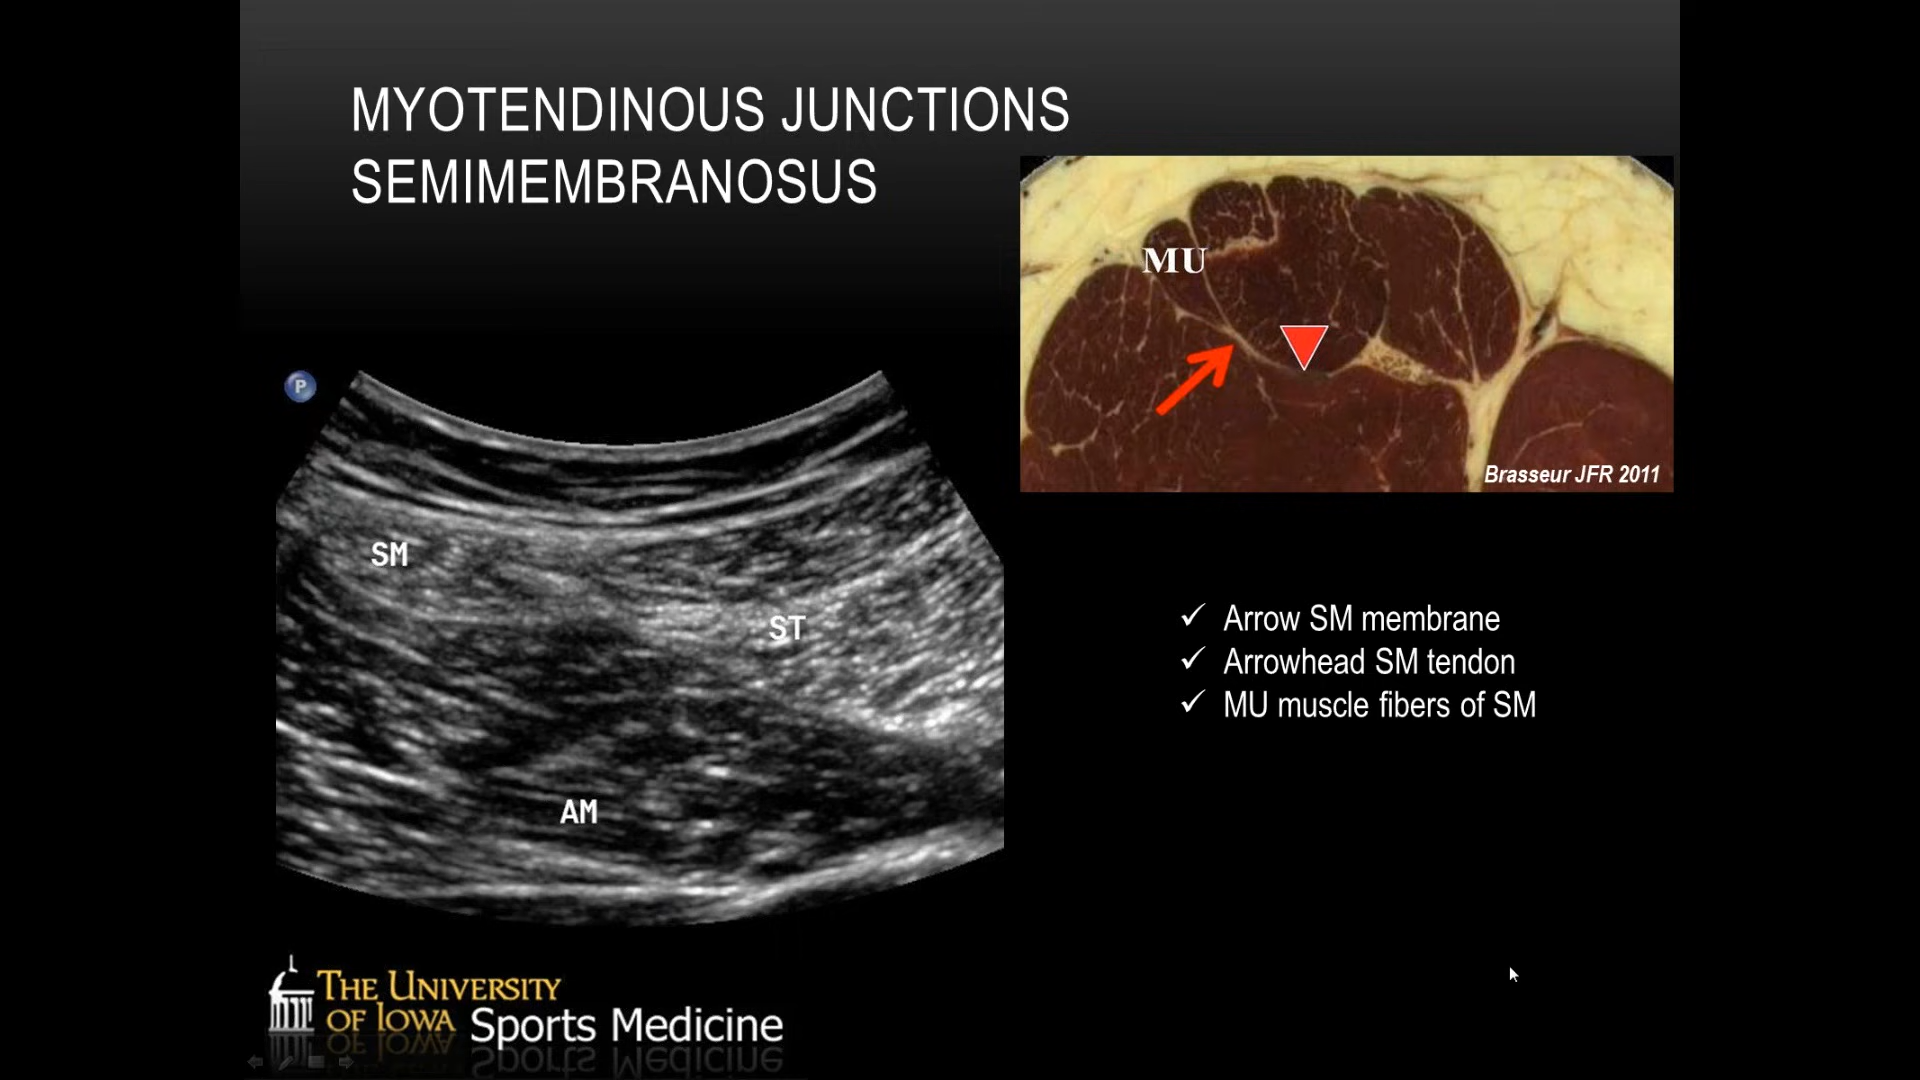 MYOTENDINOUS JUNCTIONS
SEMIMEMBRANOSUS
MU
Brasseur JFR 2011
P
SM
ST
AM
✓ Arrow SM membrane
✓ Arrowhead SM tendon
✓ MU muscle fibers of SM
THE UNIVERSITY
OF IOWA Sports Medicine